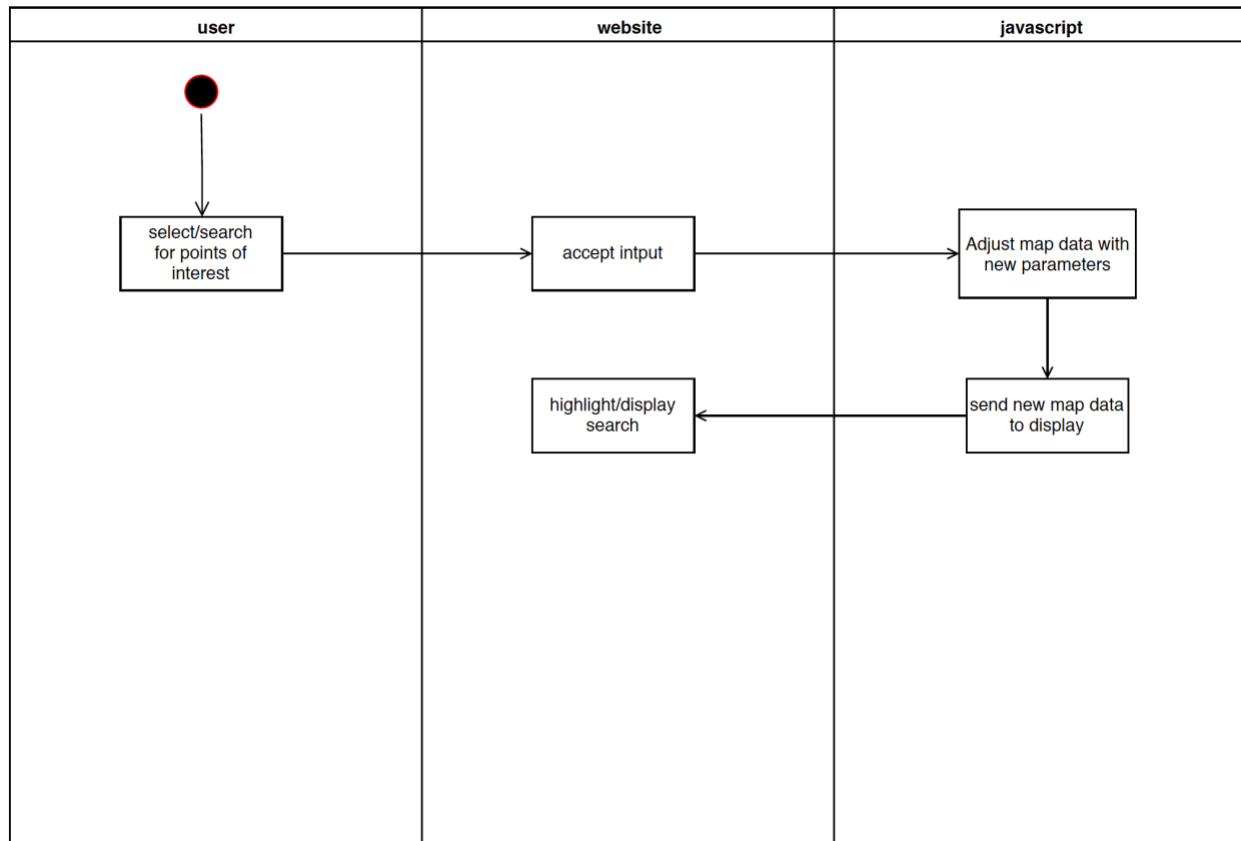 user
website
javascript
select/search
for points of
interest
accept intput
Adjust map data with
new parameters
highlight/display
search
send new map data
to display